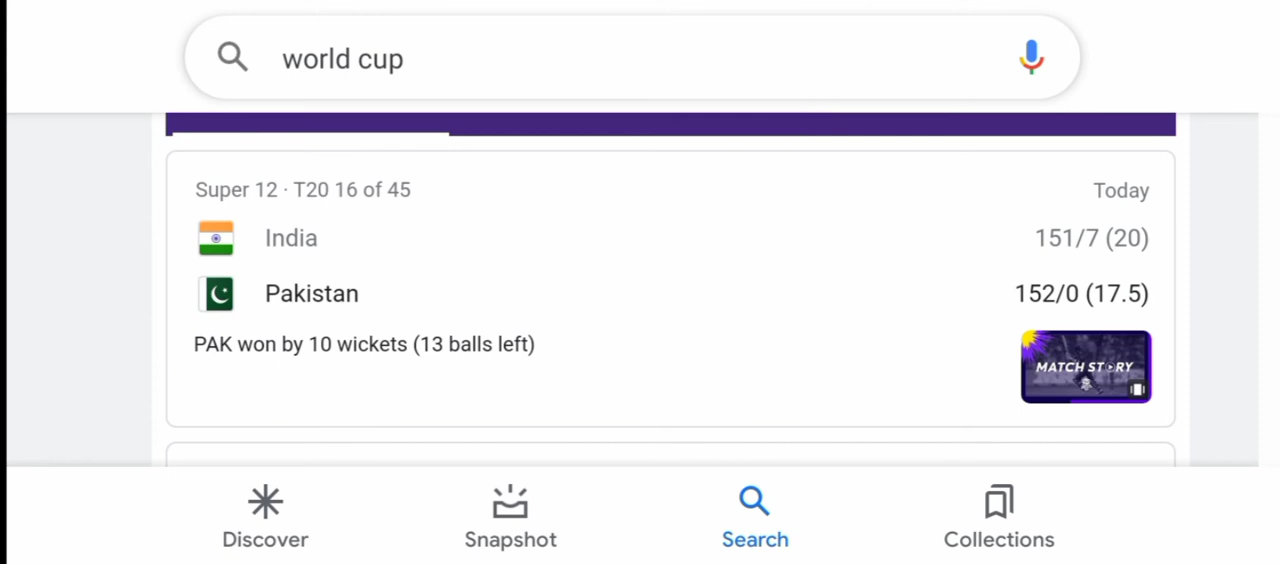 world cup
Super 12 · T20 16 of 45
Today
India
151/7 (20)
Pakistan
152/0 (17.5)
PAK won by 10 wickets (13 balls left)
MATCH STORY
Discover
Snapshot
Search
Collections